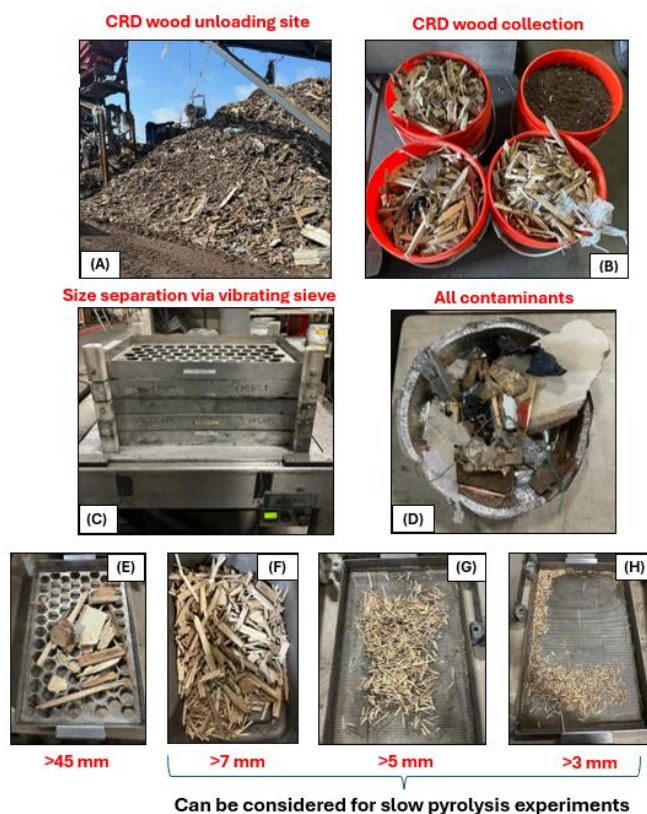 CRD wood unloading site
CRD wood collection
(A)
(B)
Size separation via vibrating sieve
All contaminants
(C)
(D)
(E)
(F)
(G)
(H)
>45 mm
>7 mm
>5 mm
>3 mm
Can be considered for slow pyrolysis experiments